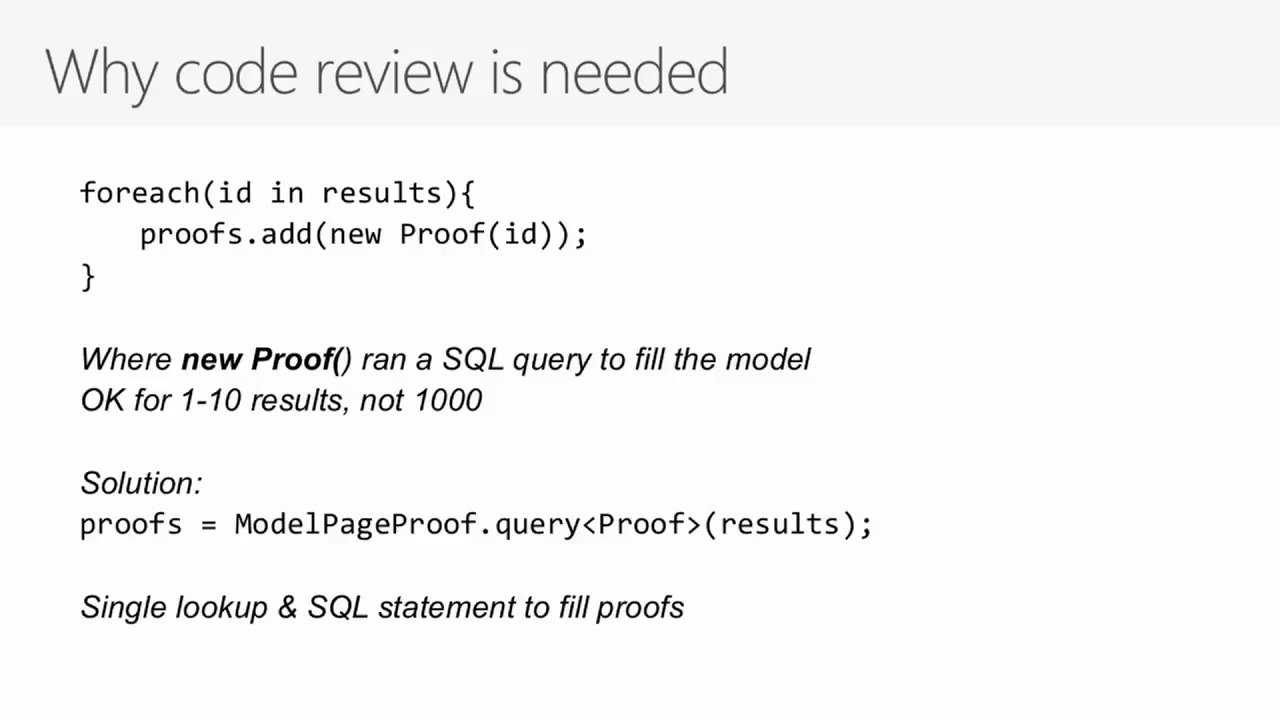 Why code review is needed
foreach(id in results){
proofs.add(new Proof(id));
}
Where new Proof() ran a SQL query to fill the model
OK for 1-10 results, not 1000
Solution:
proofs = ModelPageProof.query<Proof>(results);
Single lookup & SQL statement to fill proofs